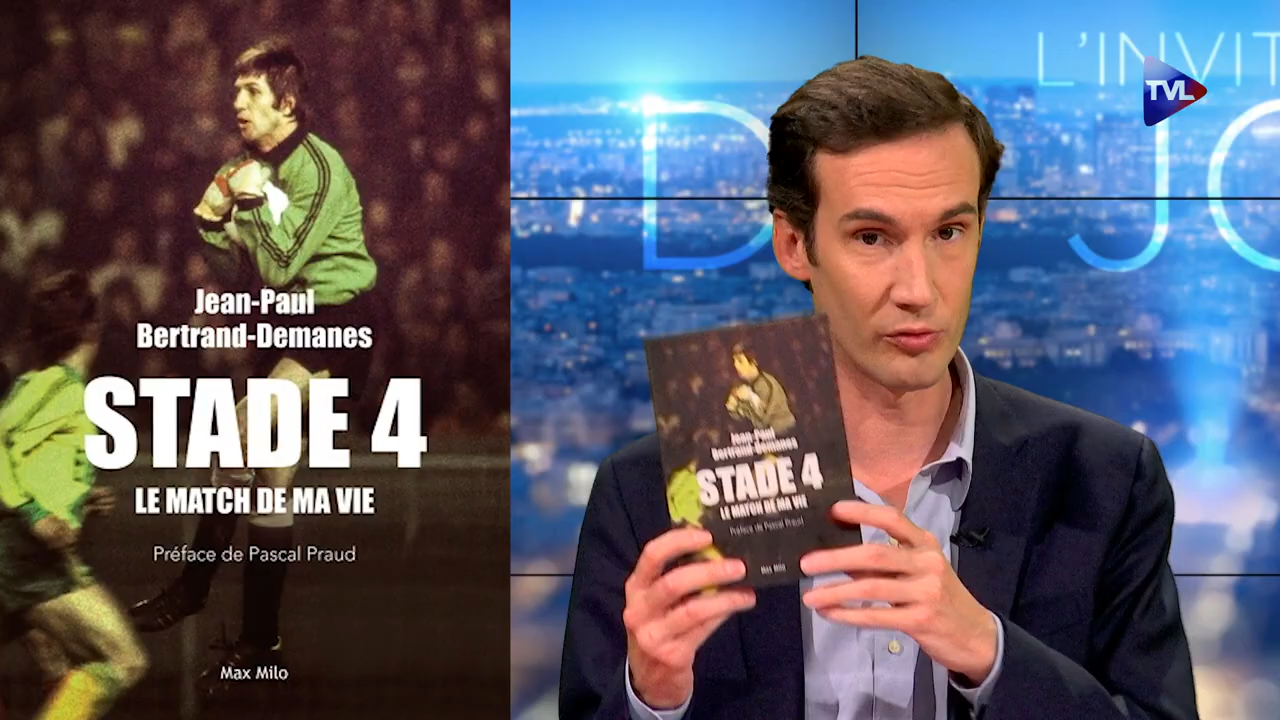 Jean-Paul
Bertrand-Demanes
STADE 4
LE MATCH DE MA VIE
Préface de Pascal Praud
Max Milo
L'INVIT
D
JO
TVL
Jean-Paul
Bertrand-Demanes
STADE 4
LE MATCH DE MA VIE
Préface de Pascal Praud
Max Milo